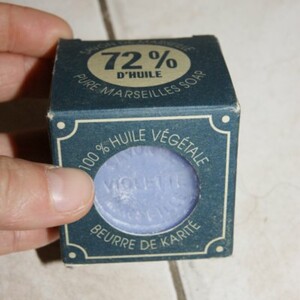 72%
D'HUILE
PURE MARSEILLES SOAP
100% HUILE VÉGÉTALE
VIOLETTE
BEURRE DE KARITÉ